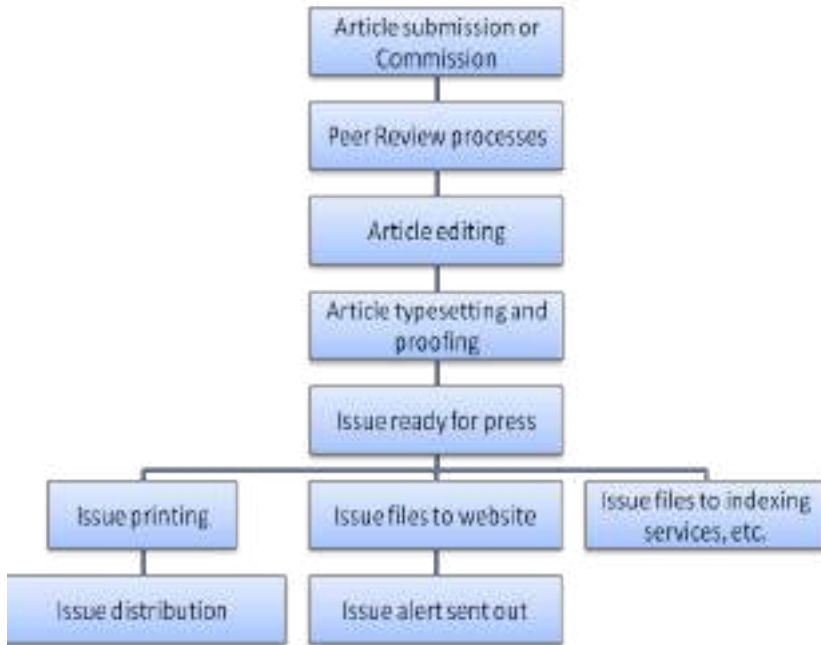 Article submission or
Commission
Peer Review processes
Article editing
Article typesetting and
proofing
Issue ready for press
Issue printing
Issue files to website
Issue files to indexing
services, etc.
Issue distribution
Issue alert sent out